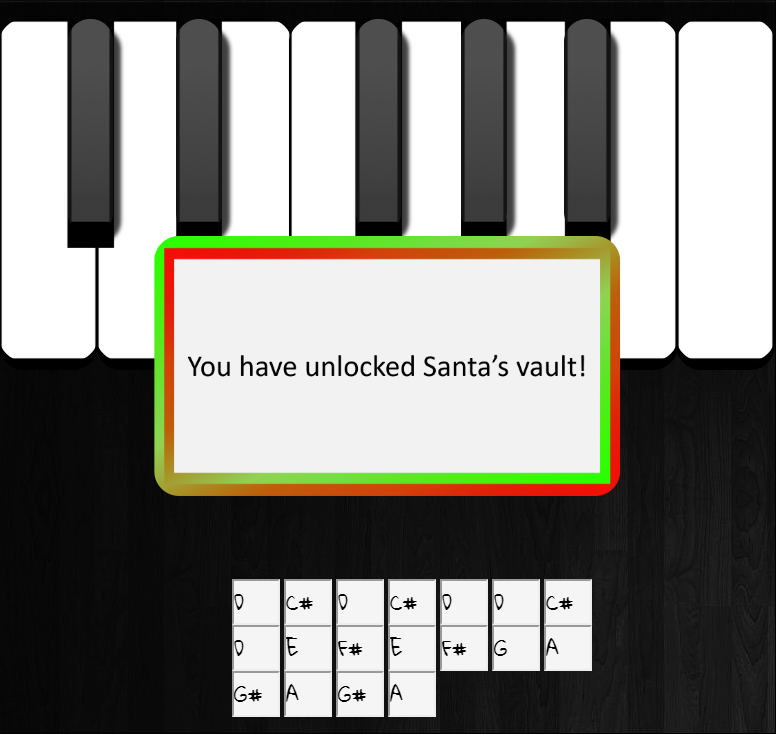 You have unlocked Santa’s vault!
D C# D C# D D C#
D E F# E F# G A
G# A G# A